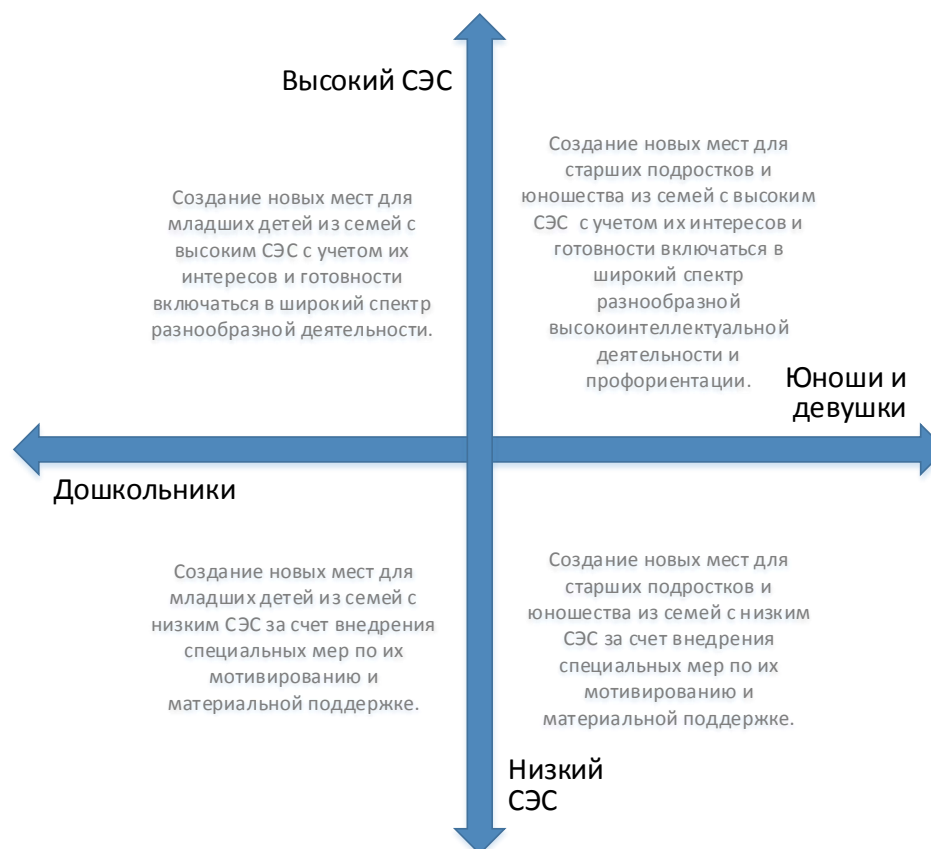 Высокий СЭС
Создание новых мест для
младших детей из семей с
высоким СЭС с учетом их
интересов и готовности
включаться в широкий спектр
разнообразной деятельности.
Создание новых мест для
старших подростков и
юношества из семей с высоким
СЭС с учетом их интересов и
готовности включаться в
широкий спектр
разнообразной
высокоинтеллектуальной
деятельности и
профориентации.
Юноши и
девушки
Дошкольники
Создание новых мест для
младших детей из семей с
низким СЭС за счет внедрения
специальных мер по их
мотивированию и
материальной поддержке.
Создание новых мест для
старших подростков и
юношества из семей с низким
СЭС за счет внедрения
специальных мер по их
мотивированию и
материальной поддержке.
Низкий
СЭС